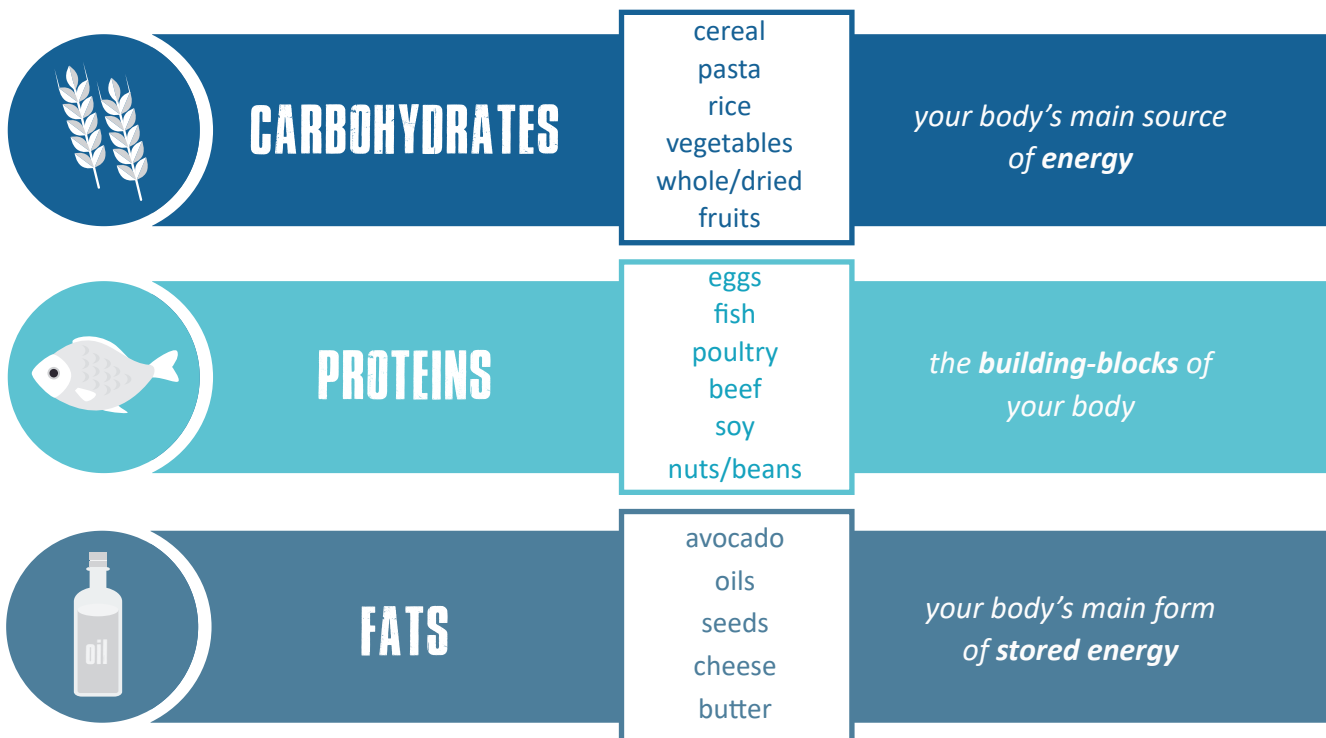 CARBOHYDRATES
cereal
pasta
rice
vegetables
whole/dried
fruits
your body's main source
of energy
PROTEINS
eggs
fish
poultry
beef
soy
nuts/beans
the building-blocks of
your body
oil
FATS
avocado
oils
seeds
cheese
butter
your body's main form
of stored energy